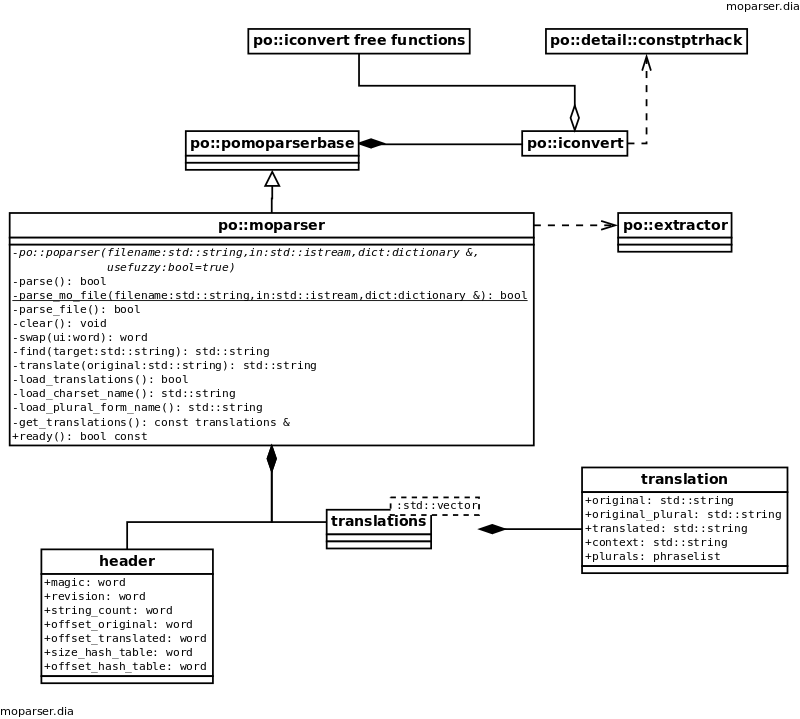 moparser.dia
po::iconvert free functions
po::detail::constptrhack
po::pomoparserbase
po::iconvert
po::moparser
po::extractor
-po::poparser(filename:std::string,in:std::istream,dict:dictionary &,
usefuzzy:bool=true)
-parse(): bool
-parse_mo_file(filename:std::string,in:std::istream,dict:dictionary &): bool
-parse_file(): bool
-clear(): void
-swap(ui:word): word
-find(target:std::string): std::string
-translate(original:std::string): std::string
-load_translations(): bool
-load_charset_name(): std::string
-load_plural_form_name(): std::string
-get_translations(): const translations &
+ready(): bool const
:std::vector
translations
translation
+original: std::string
+original_plural: std::string
+translated: std::string
+context: std::string
+plurals: phraselist
header
+magic: word
+revision: word
+string_count: word
+offset_original: word
+offset_translated: word
+size_hash_table: word
+offset_hash_table: word
moparser.dia